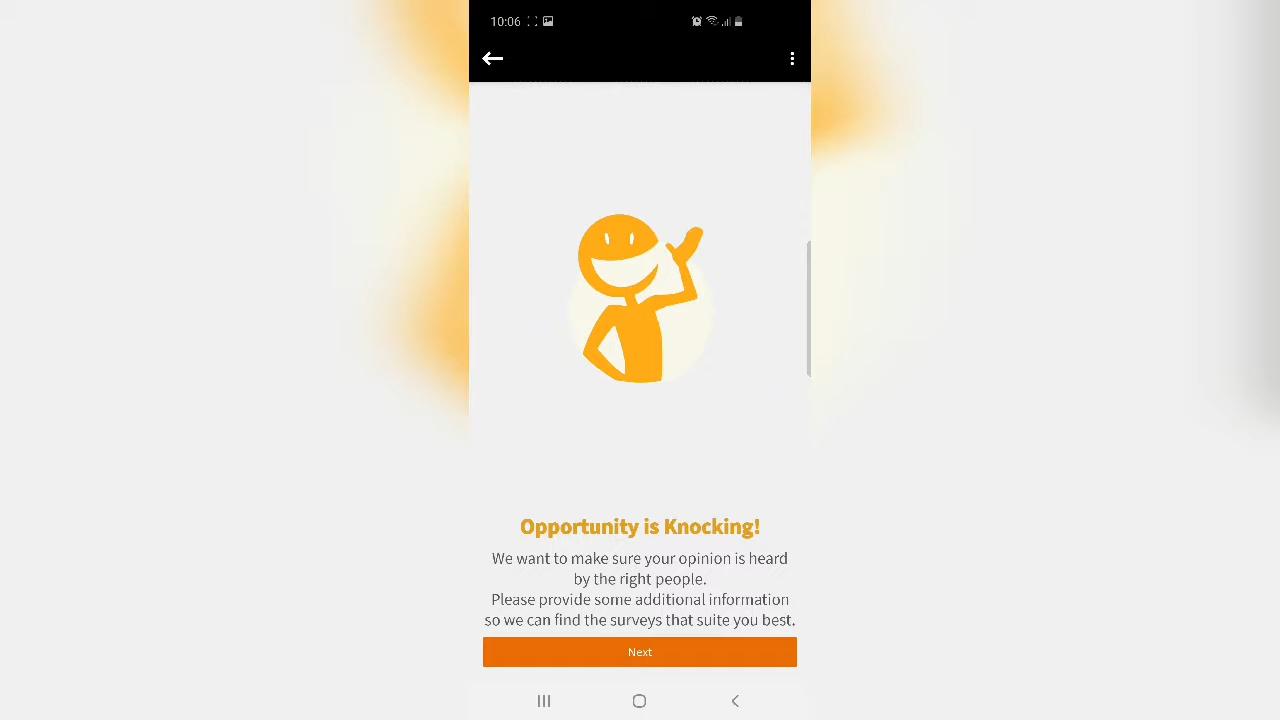 10:06
Opportunity is Knocking!
We want to make sure your opinion is heard
by the right people.
Please provide some additional information
so we can find the surveys that suite you best.
Next